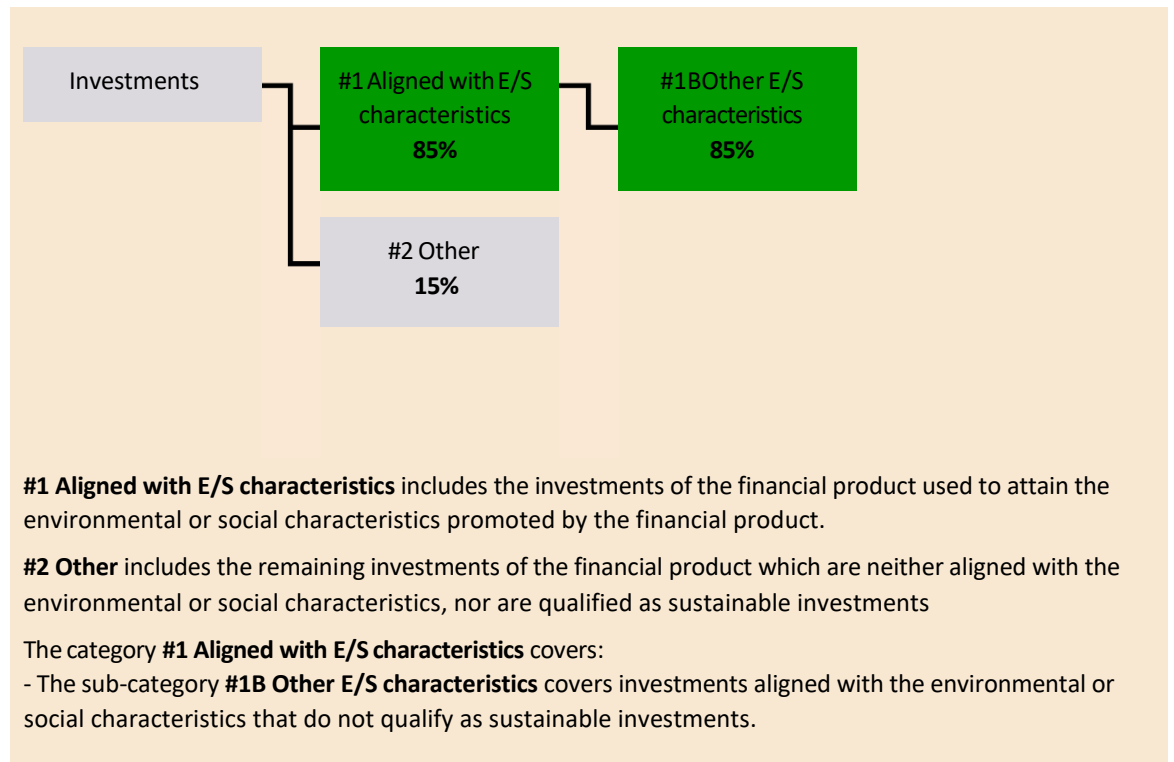 Investments
#1 Aligned with E/S
characteristics
85%
#1BOther E/S
characteristics
85%
#2 Other
15%
#1 Aligned with E/S characteristics includes the investments of the financial product used to attain the
environmental or social characteristics promoted by the financial product.
#2 Other includes the remaining investments of the financial product which are neither aligned with the
environmental or social characteristics, nor are qualified as sustainable investments
The category #1 Aligned with E/S characteristics covers:
- The sub-category #1B Other E/S characteristics covers investments aligned with the environmental or
social characteristics that do not qualify as sustainable investments.